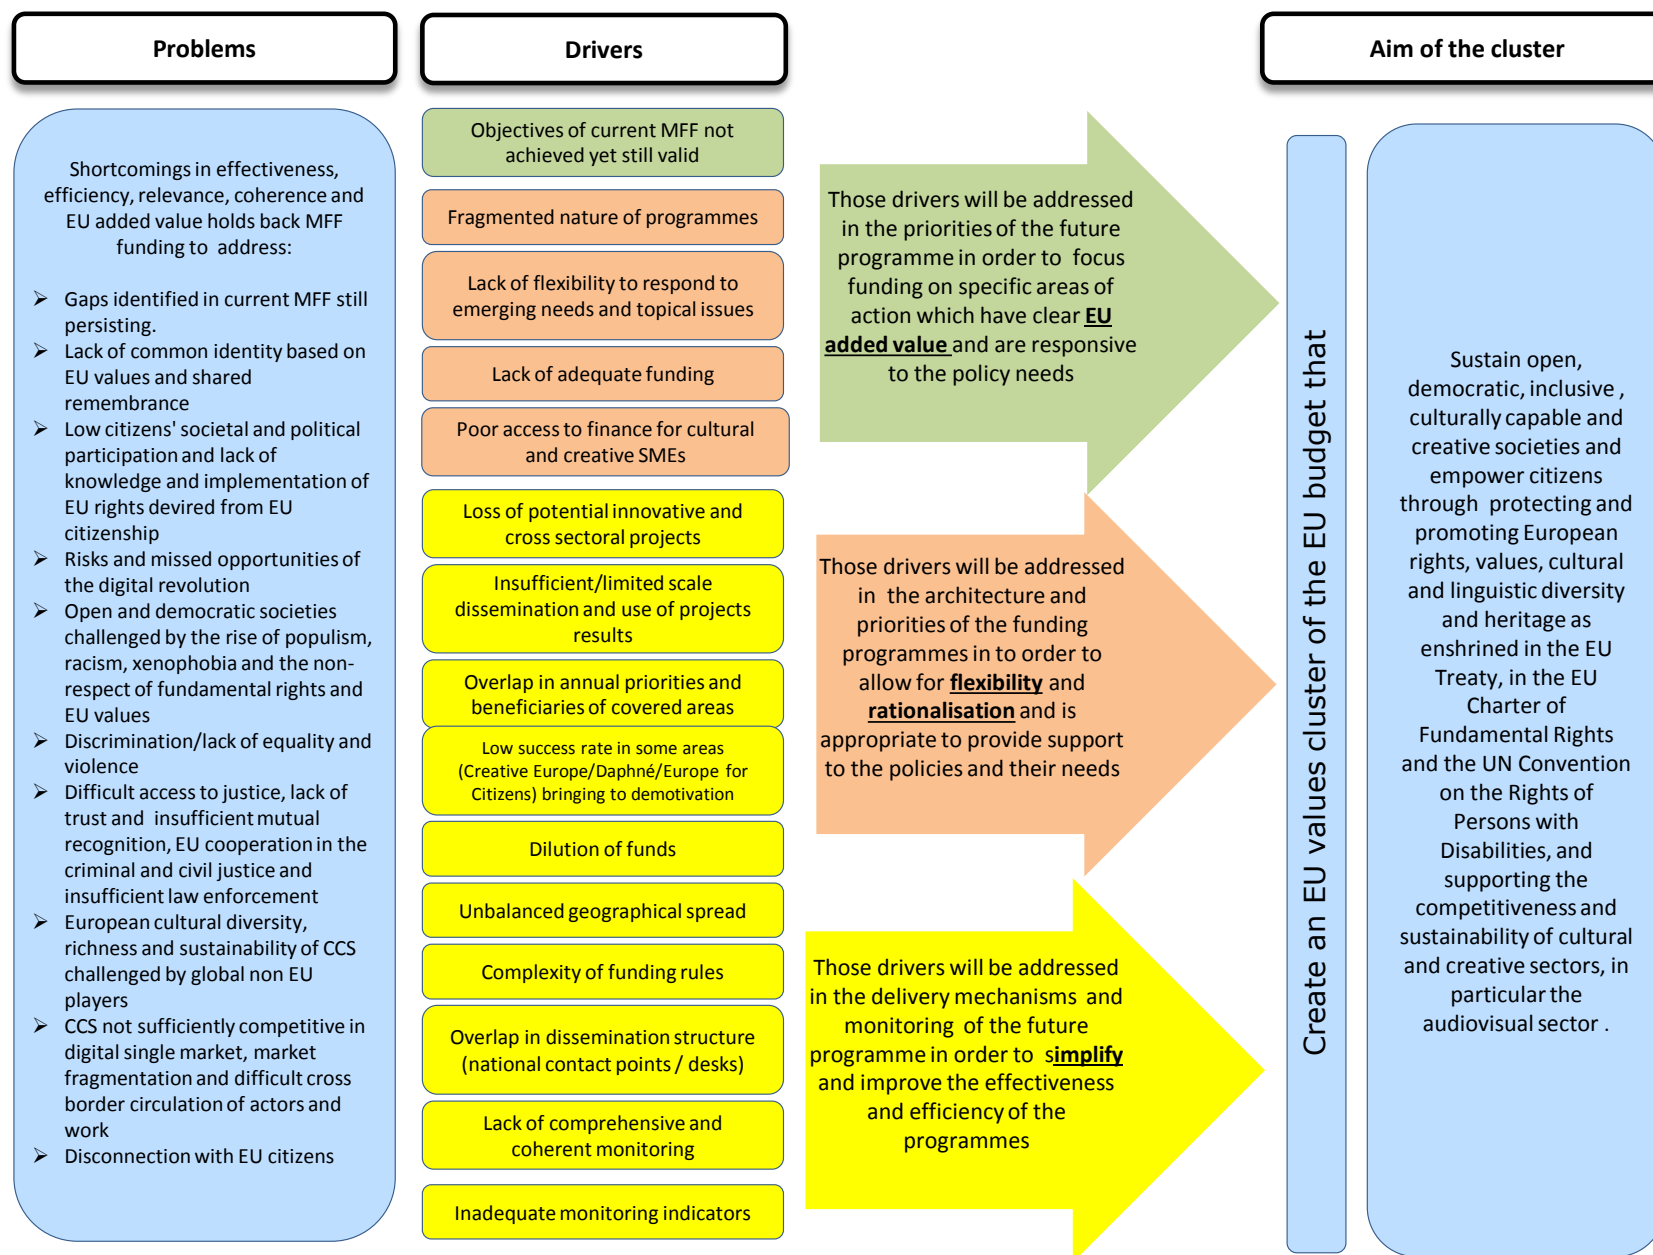 Problems
Shortcomings in effectiveness,
efficiency, relevance, coherence and
EU added value holds back MFF
funding to address:
➢ Gaps identified in current MFF still
persisting.
➢ Lack of common identity based on
EU values and shared
remembrance
➢ Low citizens' societal and political
participation and lack of
knowledge and implementation of
EU rights devired from EU
citizenship
➢ Risks and missed opportunities of
the digital revolution
➢ Open and democratic societies
challenged by the rise of populism,
racism, xenophobia and the non-
respect of fundamental rights and
EU values
➢ Discrimination/lack of equality and
violence
➢ Difficult access to justice, lack of
trust and insufficient mutual
recognition, EU cooperation in the
criminal and civil justice and
insufficient law enforcement
➢ European cultural diversity,
richness and sustainability of CCS
challenged by global non EU
players
➢ CCS not sufficiently competitive in
digital single market, market
fragmentation and difficult cross
border circulation of actors and
work
➢ Disconnection with EU citizens
Drivers
Objectives of current MFF not
achieved yet still valid
Fragmented nature of programmes
Lack of flexibility to respond to
emerging needs and topical issues
Lack of adequate funding
Poor access to finance for cultural
and creative SMEs
Loss of potential innovative and
cross sectoral projects
Insufficient/limited scale
dissemination and use of projects
results
Overlap in annual priorities and
beneficiaries of covered areas
Low success rate in some areas
(Creative Europe/Daphné/Europe for
Citizens) bringing to demotivation
Dilution of funds
Unbalanced geographical spread
Complexity of funding rules
Overlap in dissemination structure
(national contact points / desks)
Lack of comprehensive and
coherent monitoring
Inadequate monitoring indicators
Those drivers will be addressed
in the priorities of the future
programme in order to focus
funding on specific areas of
action which have clear EU
added value and are responsive
to the policy needs
Those drivers will be addressed
in the architecture and
priorities of the funding
programmes in to order to
allow for flexibility and
rationalisation and is
appropriate to provide support
to the policies and their needs
Those drivers will be addressed
in the delivery mechanisms and
monitoring of the future
programme in order to simplify
and improve the effectiveness
and efficiency of the
programmes
Aim of the cluster
Create an EU values cluster of the EU budget that
Sustain open,
democratic, inclusive ,
culturally capable and
creative societies and
empower citizens
through protecting and
promoting European
rights, values, cultural
and linguistic diversity
and heritage as
enshrined in the EU
Treaty, in the EU
Charter of
Fundamental Rights
and the UN Convention
on the Rights of
Persons with
Disabilities, and
supporting the
competitiveness and
sustainability of cultural
and creative sectors, in
particular the
audiovisual sector .